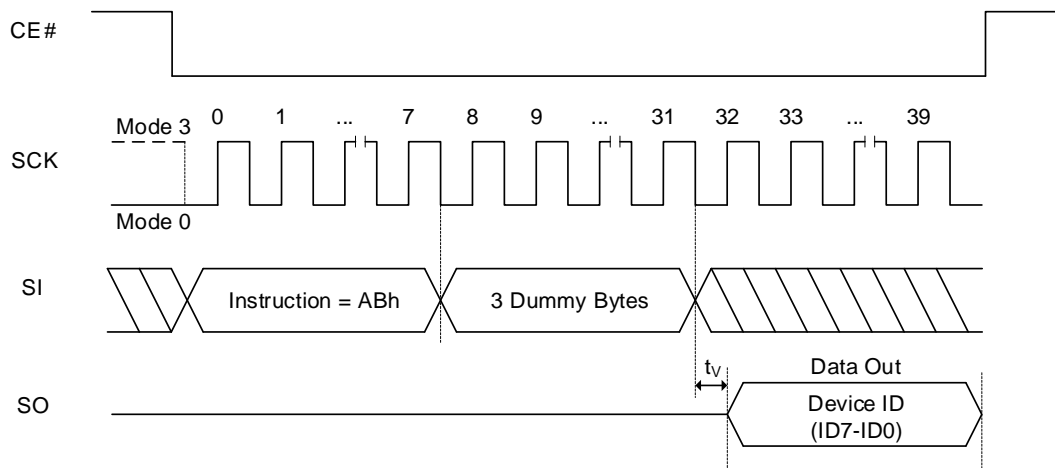 CE#
0 1 ... 7 8 9 ... 31 32 33 ... 39
Mode 3
SCK
Mode 0
SI
Instruction = ABh
3 Dummy Bytes
tV
Data Out
SO
Device ID
(ID7-ID0)